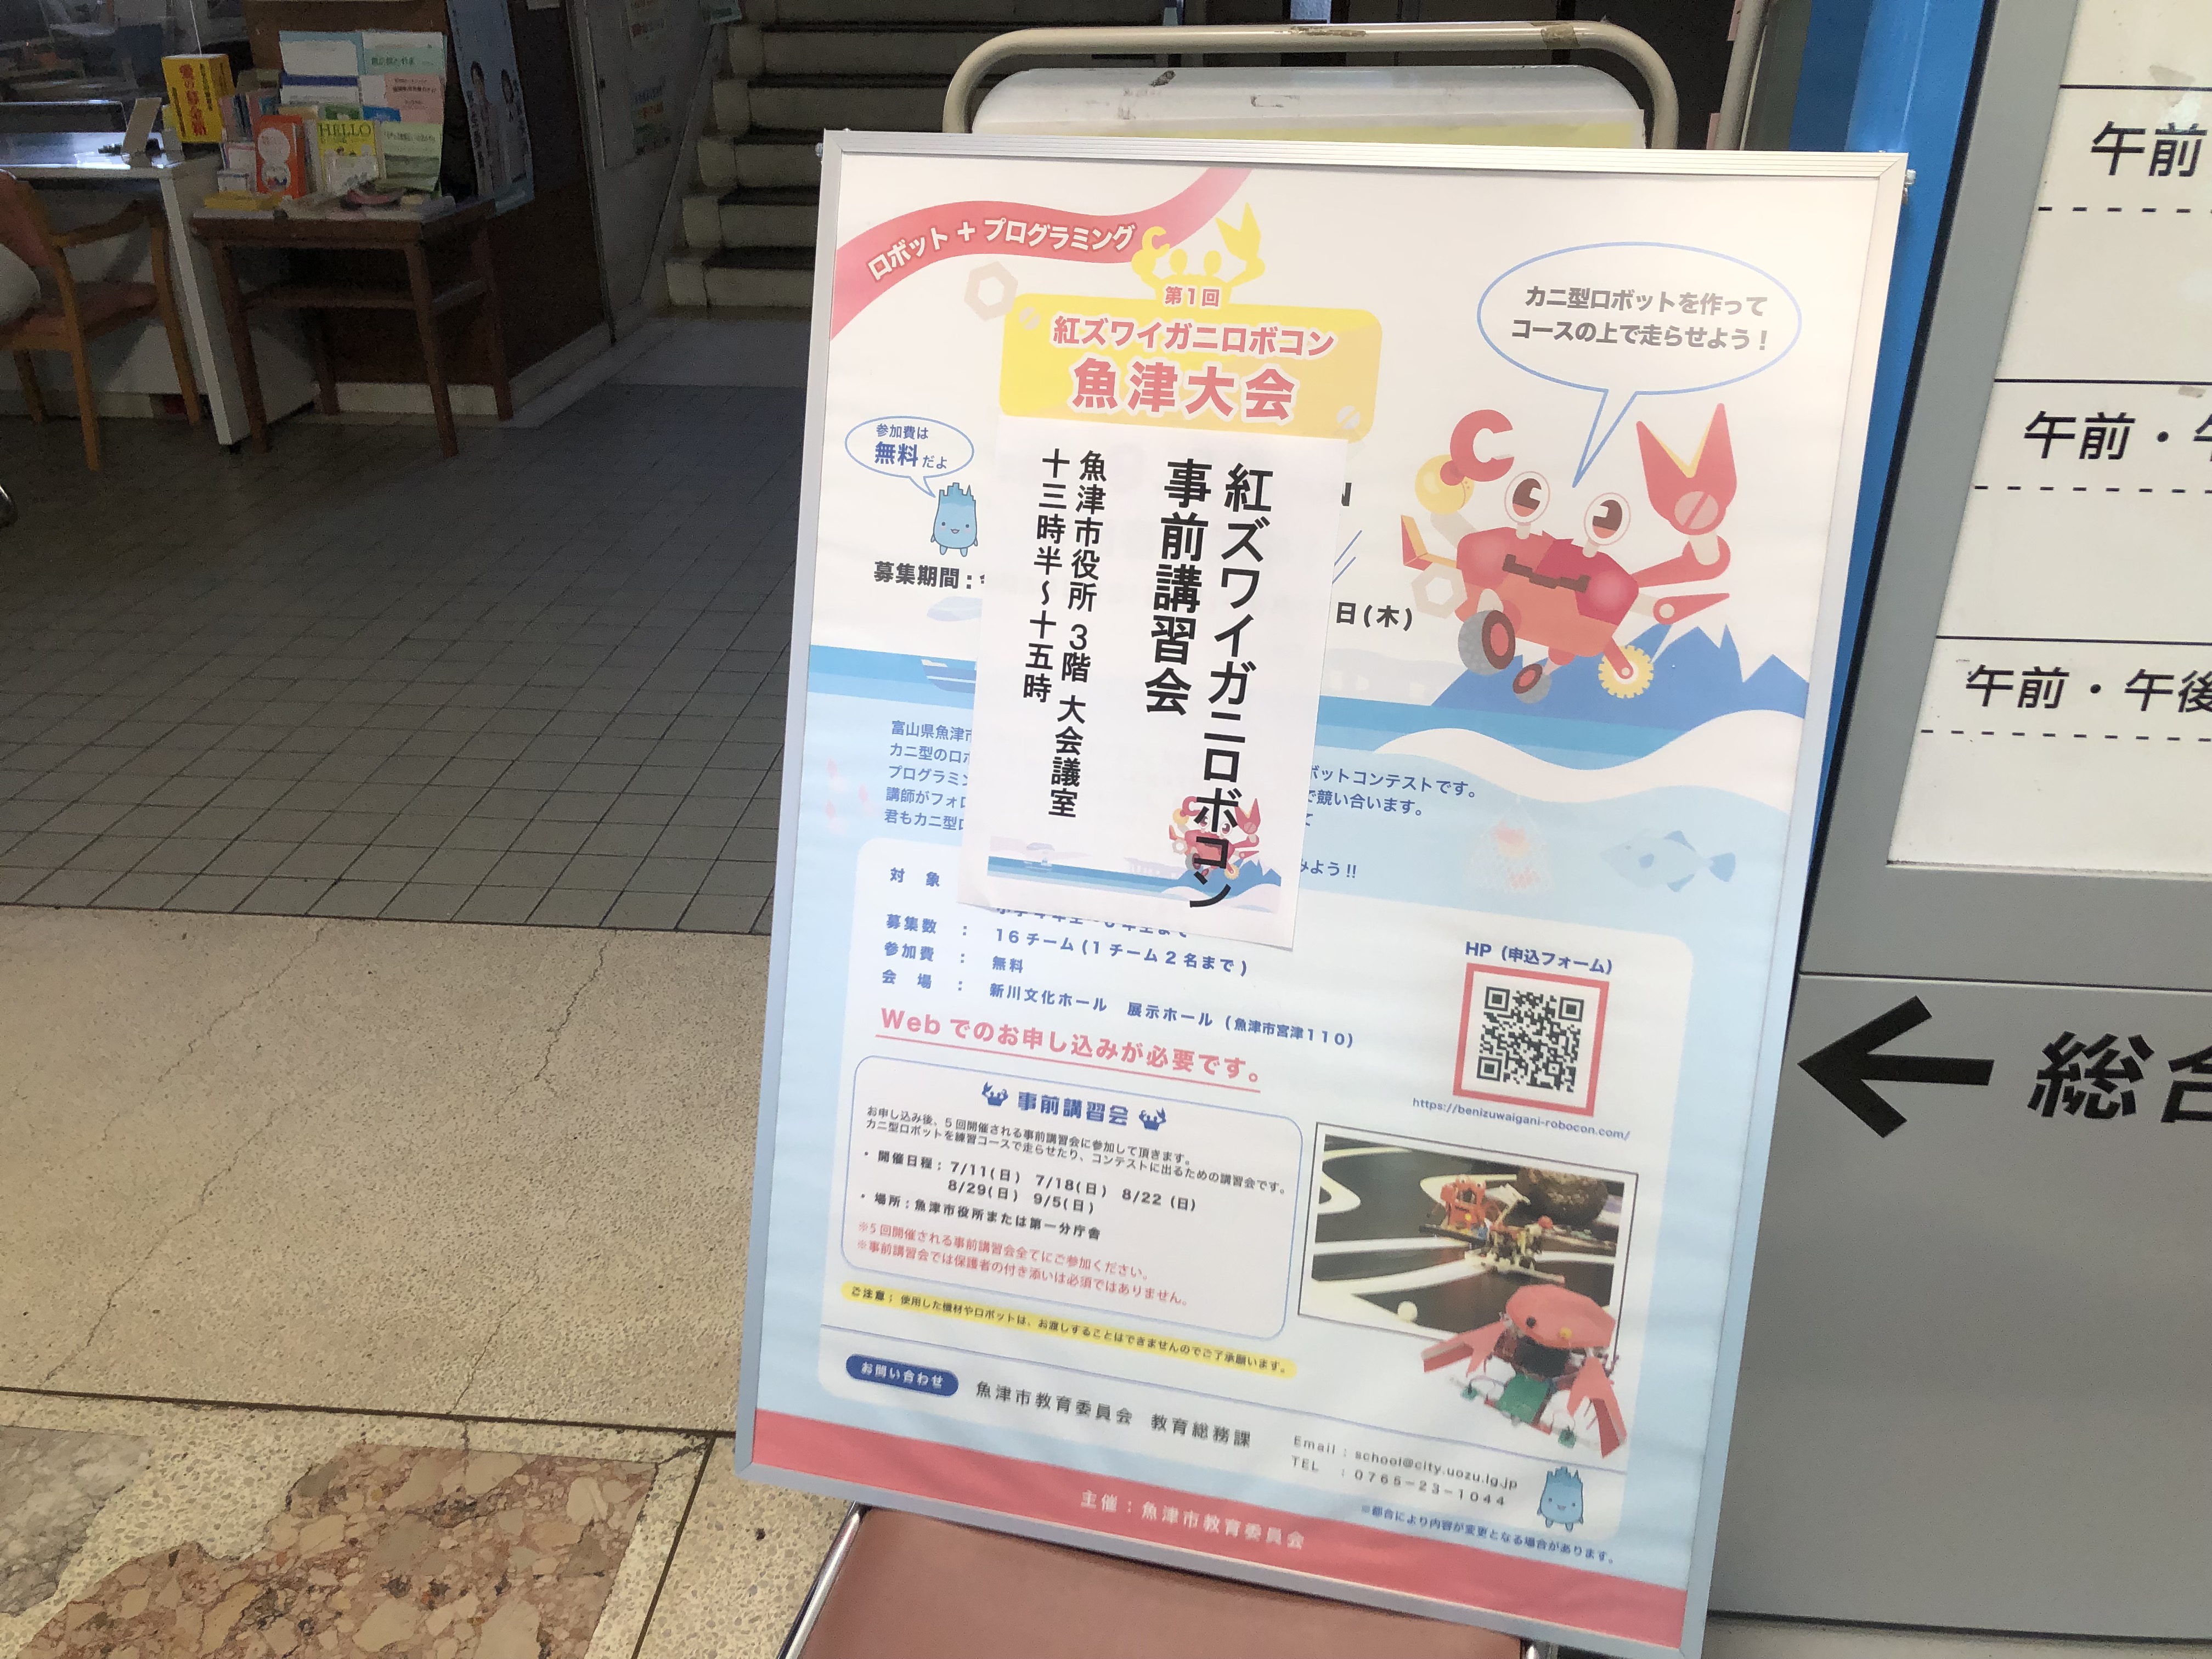 ロボット + プログラミング
第1回
紅ズワイガニロボコン
魚津大会
カニ型ロボットを作って
コースの上で走らせよう！
参加費は
無料だよ
募集期間：
日(木)
紅ズワイガニロボコン
事前講習会
魚津市役所 3階 大会議室
十三時半～十五時
富山県魚津市
ボットコンテストです。
カニ型のロボ
で競い合います。
プログラミン
講師がフォロ
君もカニ型ロ
みよう!!
対 象
募集数 ： 16チーム(1チーム2名まで)
参加費 ： 無料
会 場 ： 新川文化ホール 展示ホール（魚津市宮津110）
Webでのお申し込みが必要です。
HP（申込フォーム）
https://benizuwaigani-robocon.com/
事前講習会
お申し込み後、5回開催される事前講習会に参加して頂きます。
カニ型ロボットを練習コースで走らせたり、コンテストに出るための講習会です。
・開催日程：7/11(日) 7/18(日) 8/22(日)
8/29(日) 9/5(日)
・場所：魚津市役所または第一分庁舎
※5回開催される事前講習会全てにご参加ください。
※事前講習会では保護者の付き添いは必須ではありません。
ご注意；使用した機材やロボットは、お渡しすることはできませんのでご了承願います。
お問い合わせ
魚津市教育委員会 教育総務課
Email : school@city.uozu.lg.jp
TEL : 0765-23-1044
※都合により内容が変更となる場合があります。
主催：魚津市教育委員会
午前
午前・午
午前・午後
← 総合
HELLO
愛の募金箱